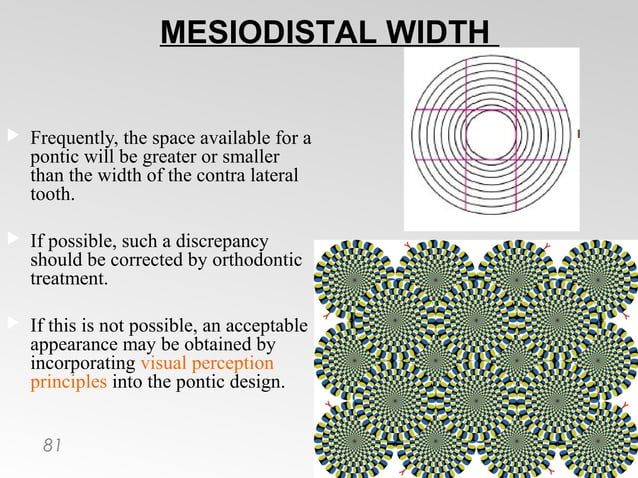 MESIODISTAL WIDTH
Frequently, the space available for a
pontic will be greater or smaller
than the width of the contra lateral
tooth.
If possible, such a discrepancy
should be corrected by orthodontic
treatment.
If this is not possible, an acceptable
appearance may be obtained by
incorporating visual perception
principles into the pontic design.
81